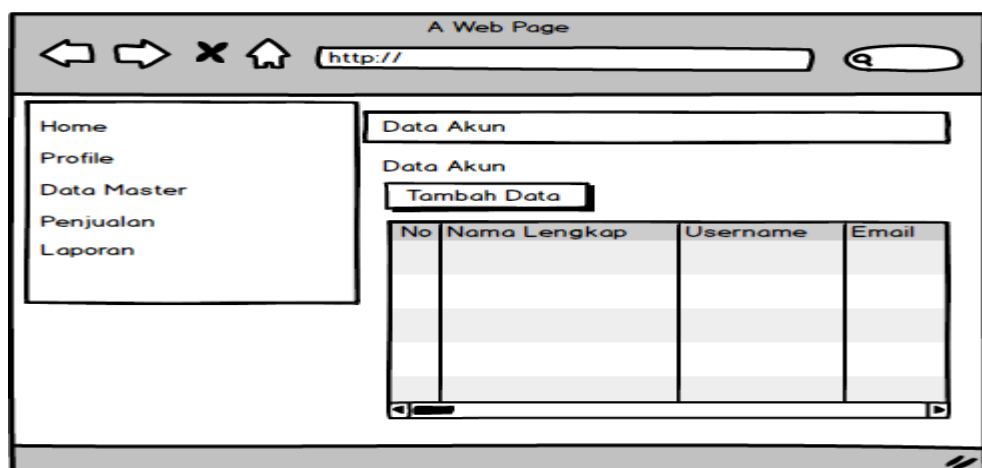 A Web Page
http://
Home
Profile
Data Master
Penjualan
Laporan
Data Akun
Data Akun
Tambah Data
No Nama Lengkap Username Email